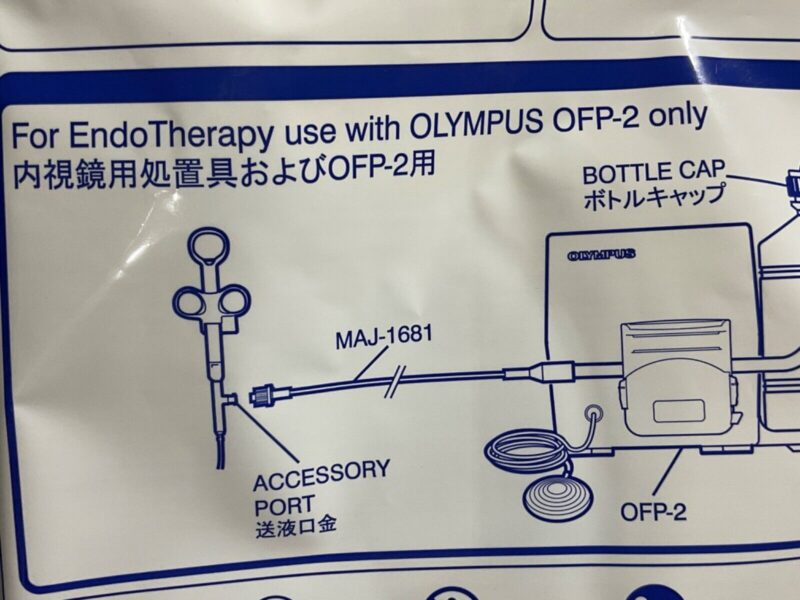 For EndoTherapy use with OLYMPUS OFP-2 only
内視鏡用処置具およびOFP-2用
BOTTLE CAP
ボトルキャップ
OLYMPUS
MAJ-1681
ACCESSORY
PORT
送液口金
OFP-2